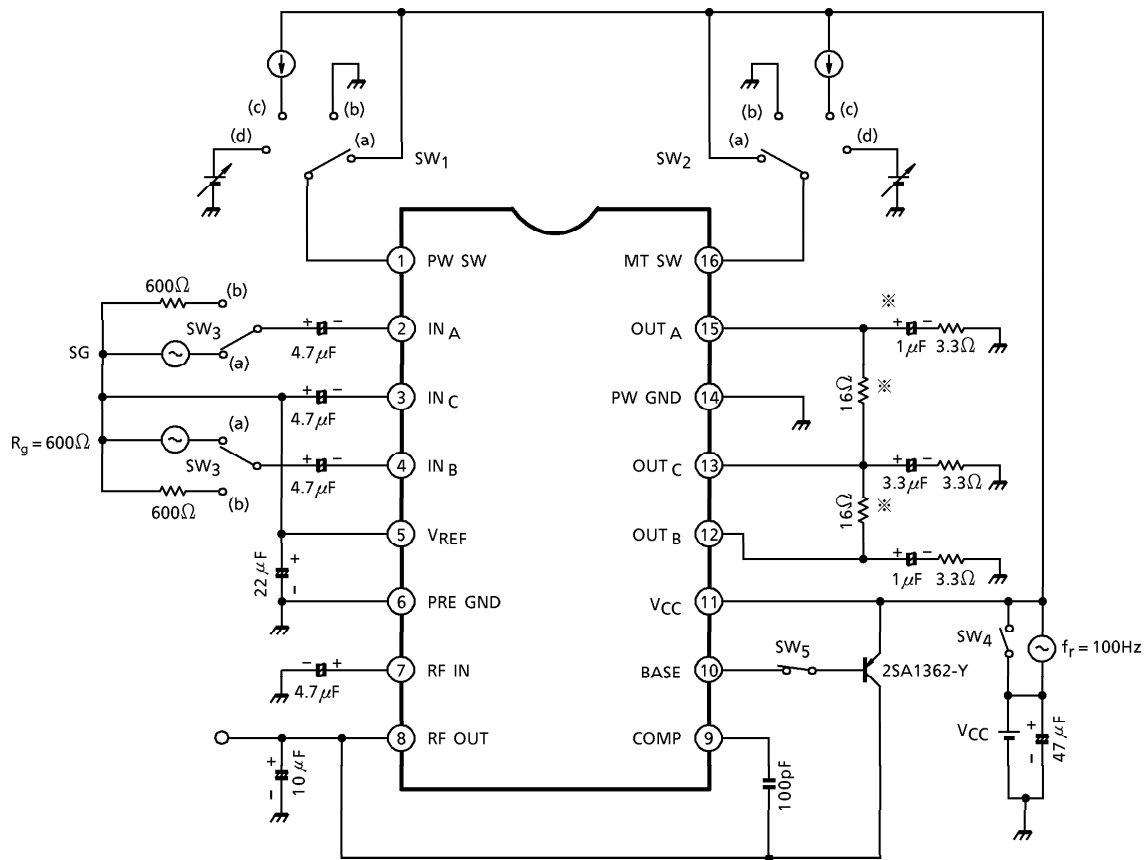 (c)
(b)
(d)
(a)
SW1
SW2
(b)
(c)
(a)
(d)
1
PW SW
MT SW
16
600Ω
(b)
SW3
SG
(a)
+ −
4.7μF
2
IN A
OUT A
15
※
+ −
1μF
3.3Ω
16Ω
※
+ −
4.7μF
3
IN C
PW GND
14
Rg = 600Ω
(a)
SW3
600Ω
(b)
+ −
4.7μF
4
IN B
OUT C
13
+ −
3.3μF
3.3Ω
16Ω
※
5
VREF
OUT B
12
+ −
1μF
3.3Ω
22μF
+
−
6
PRE GND
VCC
11
SW4
fr = 100Hz
− +
4.7μF
7
RF IN
BASE
10
SW5
2SA1362-Y
8
RF OUT
COMP
9
10μF
+
−
100pF
VCC
+
−
47μF